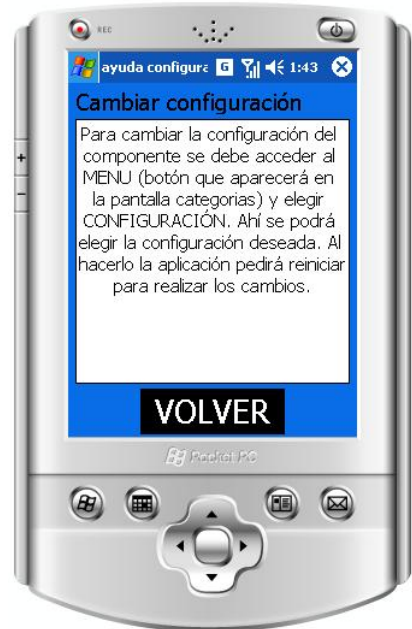 REC
ayuda configura G 1:43
Cambiar configuración
Para cambiar la configuración del
componente se debe acceder al
MENU (botón que aparecerá en
la pantalla categorias) y elegir
CONFIGURACIÓN. Ahí se podrá
elegir la configuración deseada. Al
hacerlo la aplicación pedirá reiniciar
para realizar los cambios.
VOLVER
Pocket PC
+
-